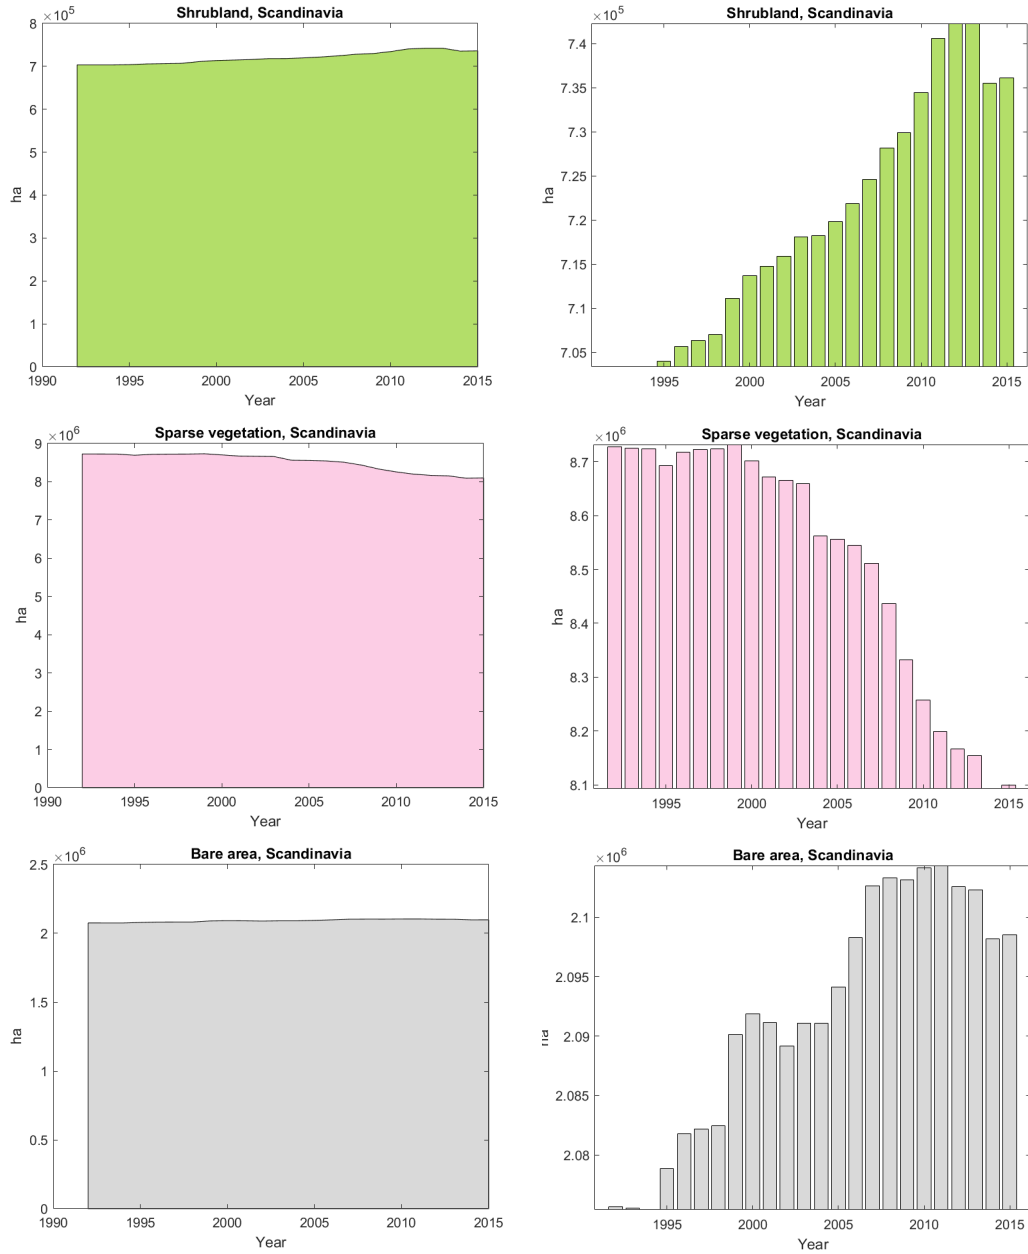 Shrubland, Scandinavia
×10^5
8
7
6
5
4
3
2
1
0
ha
1990 1995 2000 2005 2010 2015
Year
Shrubland, Scandinavia
×10^5
7.4
7.35
7.3
7.25
7.2
7.15
7.1
7.05
ha
1995 2000 2005 2010 2015
Year
Sparse vegetation, Scandinavia
×10^6
9
8
7
6
5
4
3
2
1
0
ha
1990 1995 2000 2005 2010 2015
Year
Sparse vegetation, Scandinavia
×10^6
8.7
8.6
8.5
8.4
8.3
8.2
8.1
ha
1995 2000 2005 2010 2015
Year
Bare area, Scandinavia
×10^6
2.5
2
1.5
1
0.5
0
ha
1990 1995 2000 2005 2010 2015
Year
Bare area, Scandinavia
×10^6
2.1
2.095
2.09
2.085
2.08
ha
1995 2000 2005 2010 2015
Year